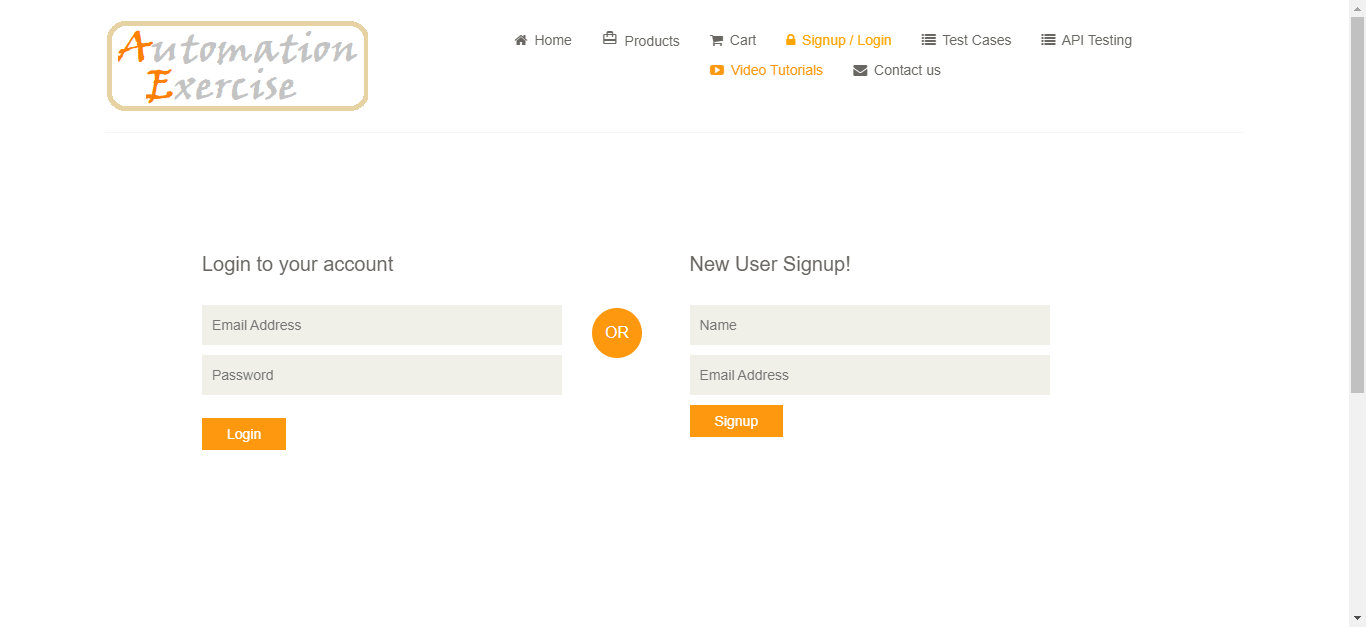 Automation
Exercise
Home Products Cart Signup / Login Test Cases API Testing
Video Tutorials Contact us
Login to your account
Email Address
Password
Login
OR
New User Signup!
Name
Email Address
Signup